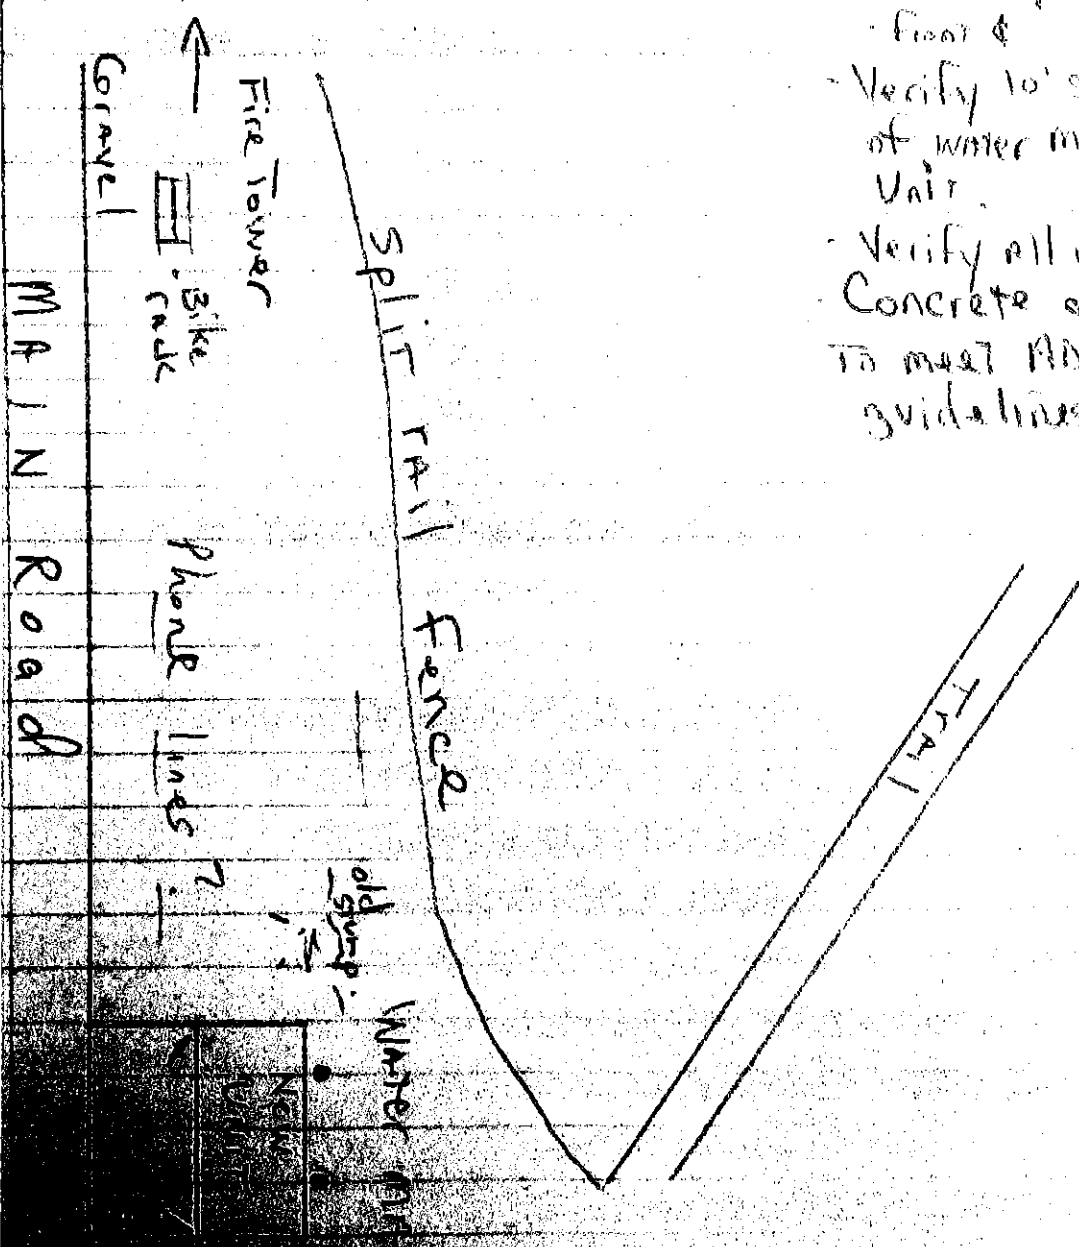 Front &
- Verify 10'
of water
Unit.
- Verify All
Concrete
To meet
guidelines
Fire Tower
Gravel
• Bike
rack
MAIN Road
Split rail fence
Phone lines ?
old
stump
Water
New
Trail